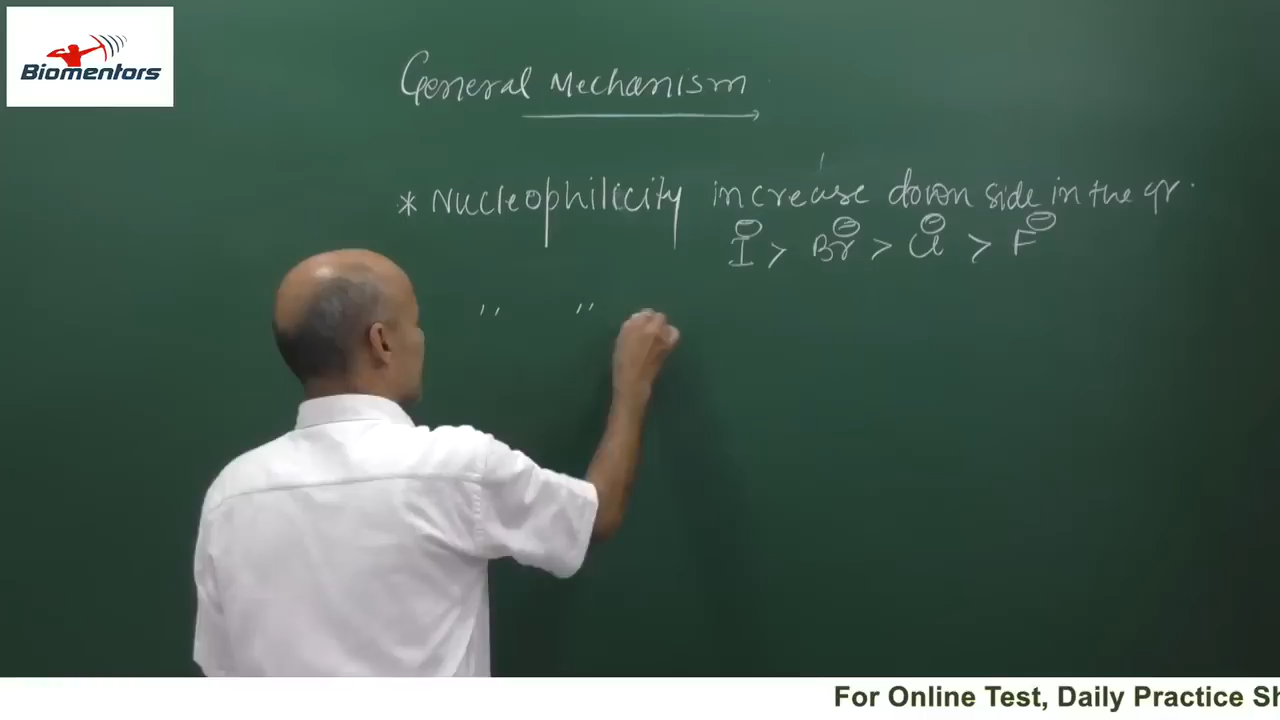 Biomentors
General Mechanism
* Nucleophilicity increase down side in the gr.
I⊖ > Br⊖ > Cl⊖ > F⊖
" "
For Online Test, Daily Practice Sh